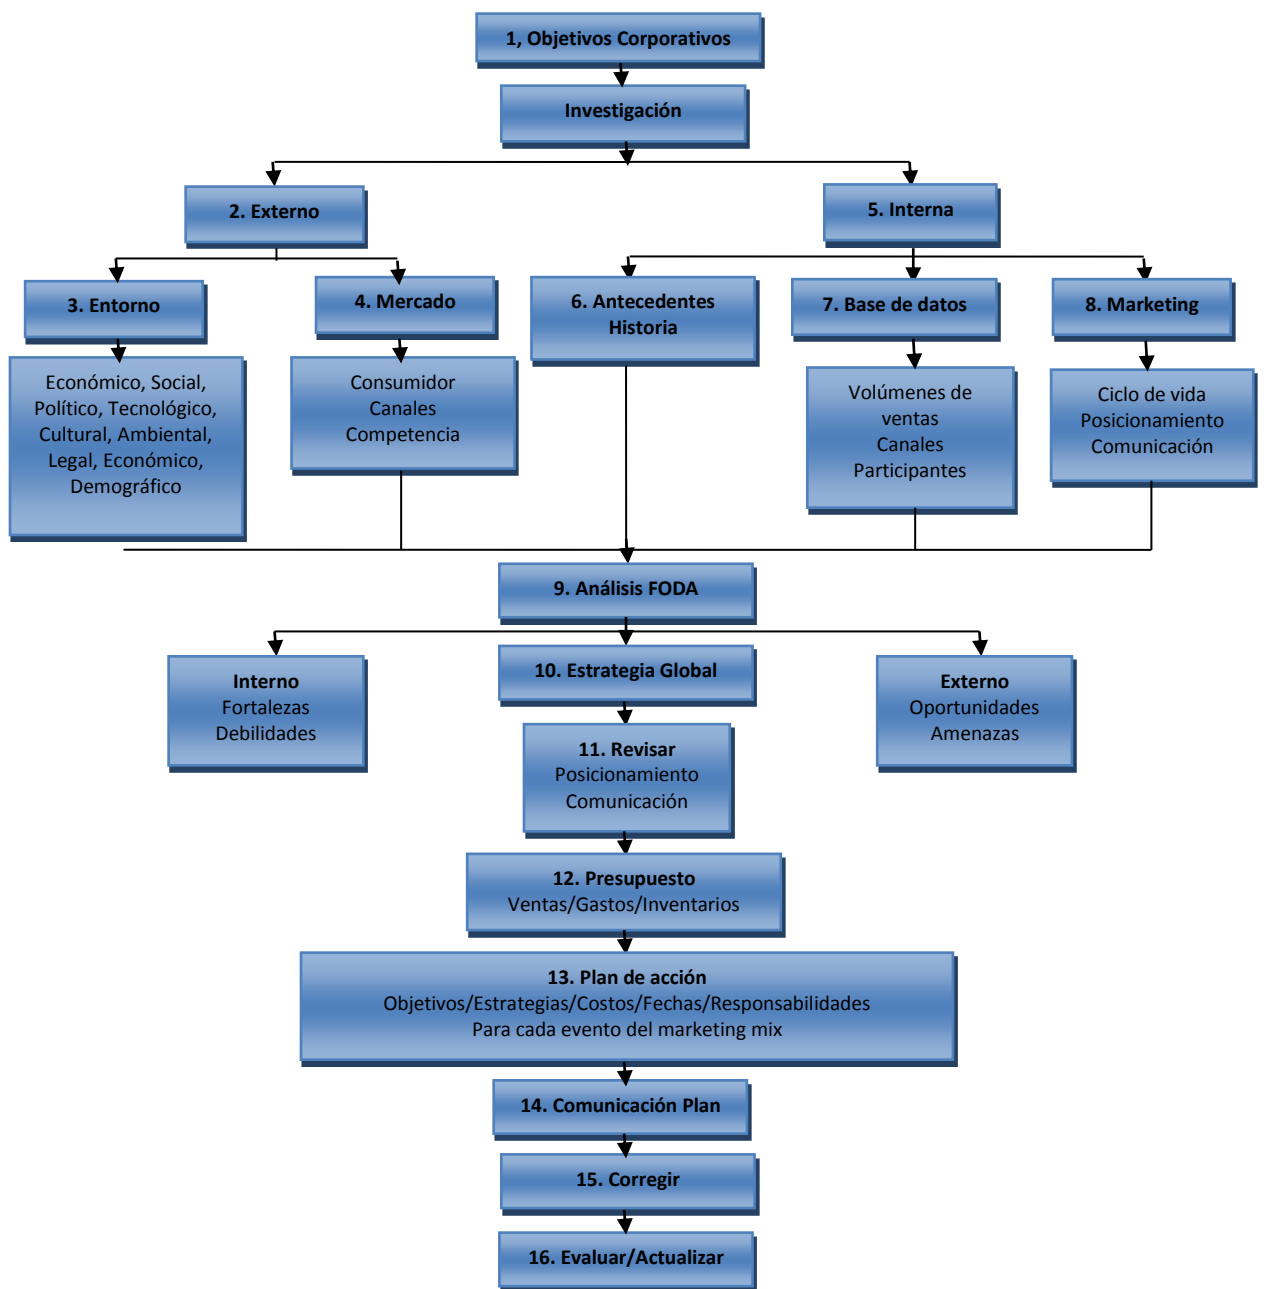 1, Objetivos Corporativos
Investigación
2. Externo
5. Interna
3. Entorno
4. Mercado
6. Antecedentes
Historia
7. Base de datos
8. Marketing
Económico, Social,
Político, Tecnológico,
Cultural, Ambiental,
Legal, Económico,
Demográfico
Consumidor
Canales
Competencia
Volúmenes de
ventas
Canales
Participantes
Ciclo de vida
Posicionamiento
Comunicación
9. Análisis FODA
Interno
Fortalezas
Debilidades
10. Estrategia Global
Externo
Oportunidades
Amenazas
11. Revisar
Posicionamiento
Comunicación
12. Presupuesto
Ventas/Gastos/Inventarios
13. Plan de acción
Objetivos/Estrategias/Costos/Fechas/Responsabilidades
Para cada evento del marketing mix
14. Comunicación Plan
15. Corregir
16. Evaluar/Actualizar